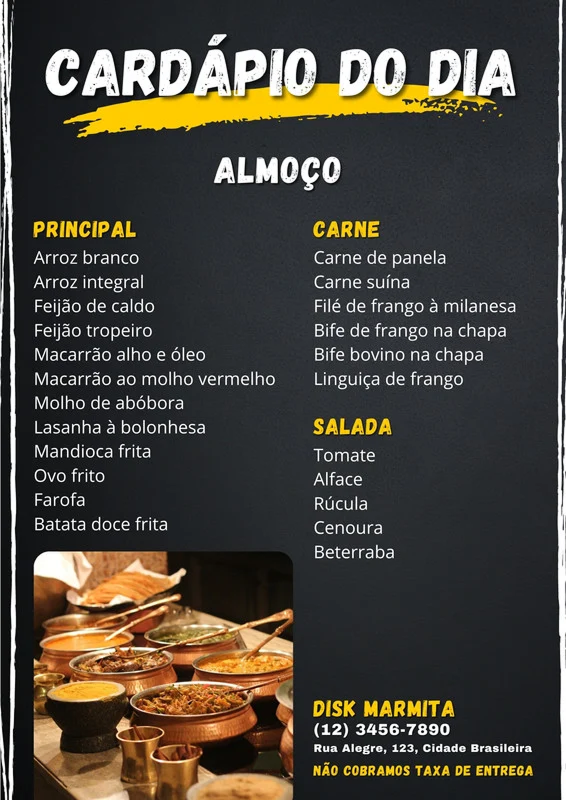 CARDÁPIO DO DIA
ALMOÇO
PRINCIPAL
Arroz branco
Arroz integral
Feijão de caldo
Feijão tropeiro
Macarrão alho e óleo
Macarrão ao molho vermelho
Molho de abóbora
Lasanha à bolonhesa
Mandioca frita
Ovo frito
Farofa
Batata doce frita
CARNE
Carne de panela
Carne suína
Filé de frango à milanesa
Bife de frango na chapa
Bife bovino na chapa
Linguiça de frango
SALADA
Tomate
Alface
Rúcula
Cenoura
Beterraba
DISK MARMITA
(12) 3456-7890
Rua Alegre, 123, Cidade Brasileira
NÃO COBRAMOS TAXA DE ENTREGA